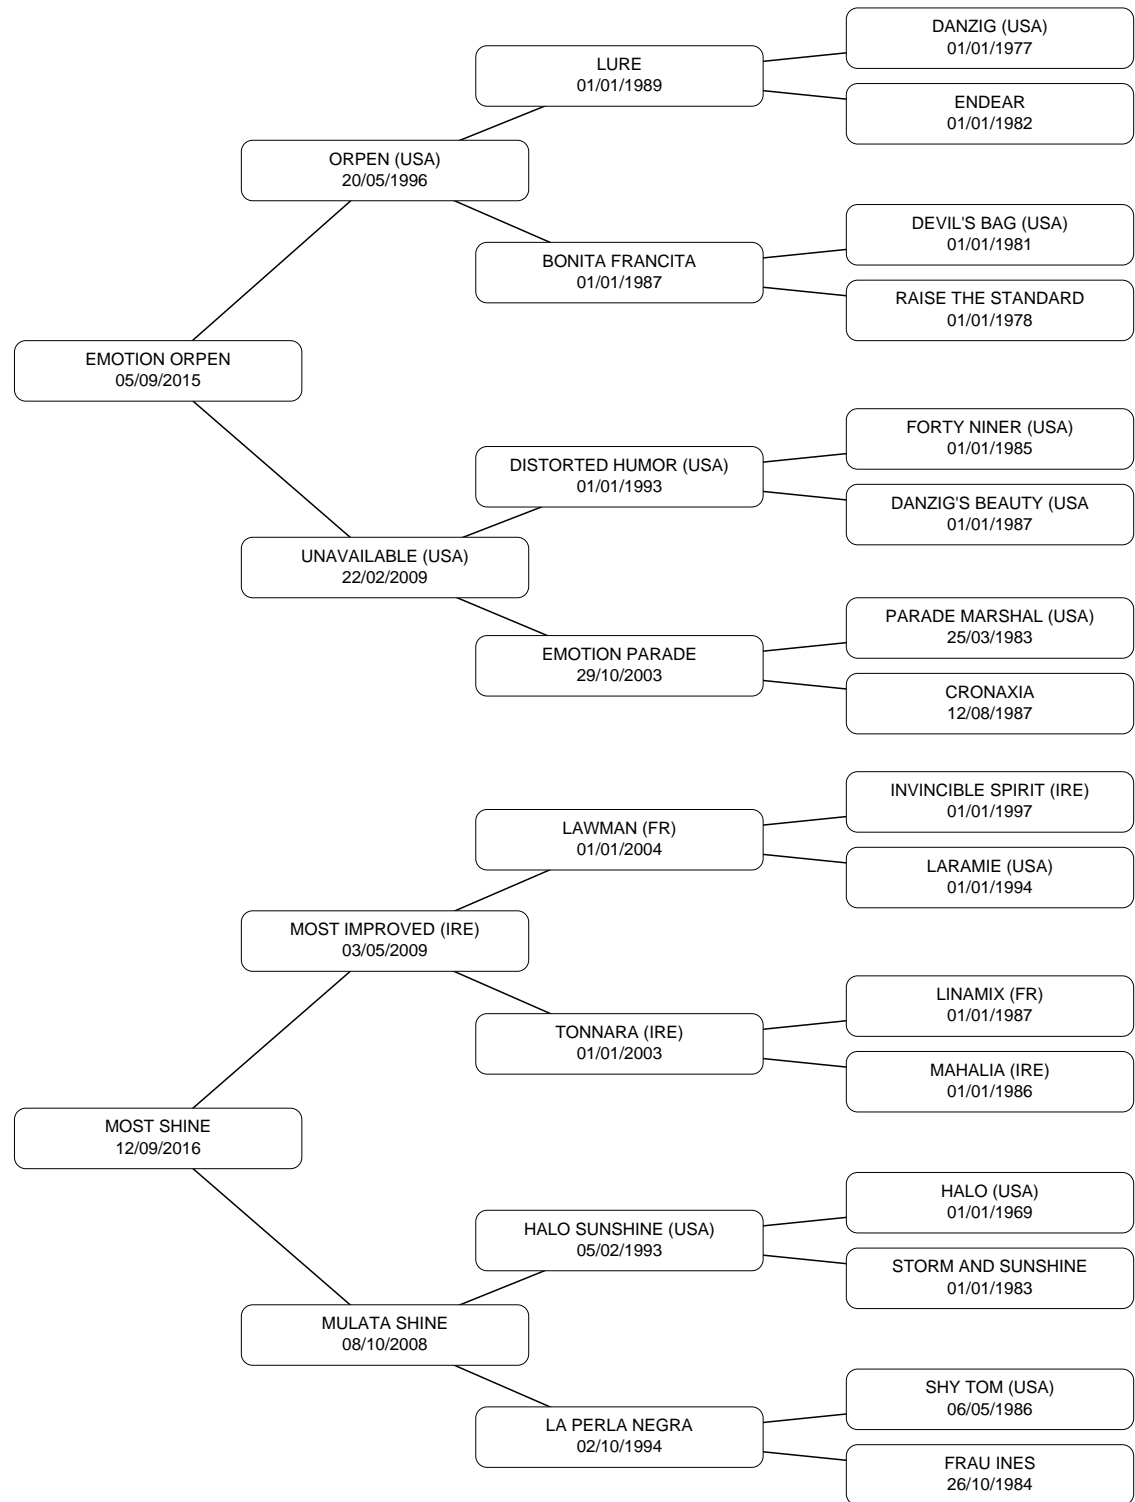 DANZIG (USA)
01/01/1977
LURE
01/01/1989
ENDEAR
01/01/1982
ORPEN (USA)
20/05/1996
DEVIL'S BAG (USA)
01/01/1981
BONITA FRANCITA
01/01/1987
RAISE THE STANDARD
01/01/1978
EMOTION ORPEN
05/09/2015
FORTY NINER (USA)
01/01/1985
DISTORTED HUMOR (USA)
01/01/1993
DANZIG'S BEAUTY (USA
01/01/1987
UNAVAILABLE (USA)
22/02/2009
PARADE MARSHAL (USA)
25/03/1983
EMOTION PARADE
29/10/2003
CRONAXIA
12/08/1987
INVINCIBLE SPIRIT (IRE)
01/01/1997
LAWMAN (FR)
01/01/2004
LARAMIE (USA)
01/01/1994
MOST IMPROVED (IRE)
03/05/2009
LINAMIX (FR)
01/01/1987
TONNARA (IRE)
01/01/2003
MAHALIA (IRE)
01/01/1986
MOST SHINE
12/09/2016
HALO (USA)
01/01/1969
HALO SUNSHINE (USA)
05/02/1993
STORM AND SUNSHINE
01/01/1983
MULATA SHINE
08/10/2008
SHY TOM (USA)
06/05/1986
LA PERLA NEGRA
02/10/1994
FRAU INES
26/10/1984